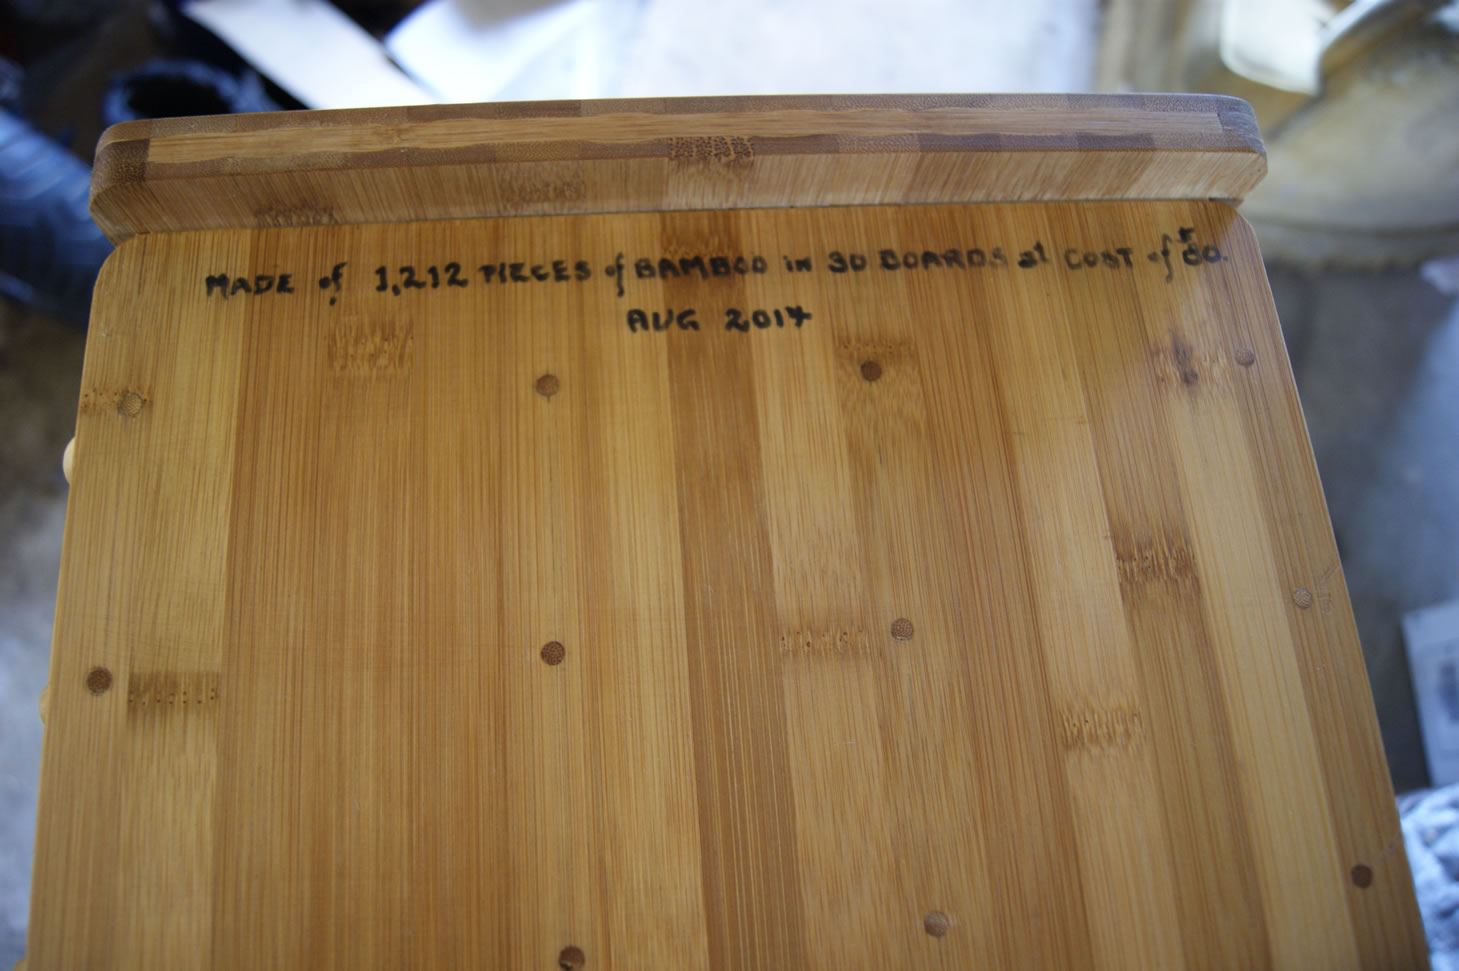 MADE of 1,212 PIECES of BAMBOO in 30 BOARDS at COST of £80.
AUG 2014